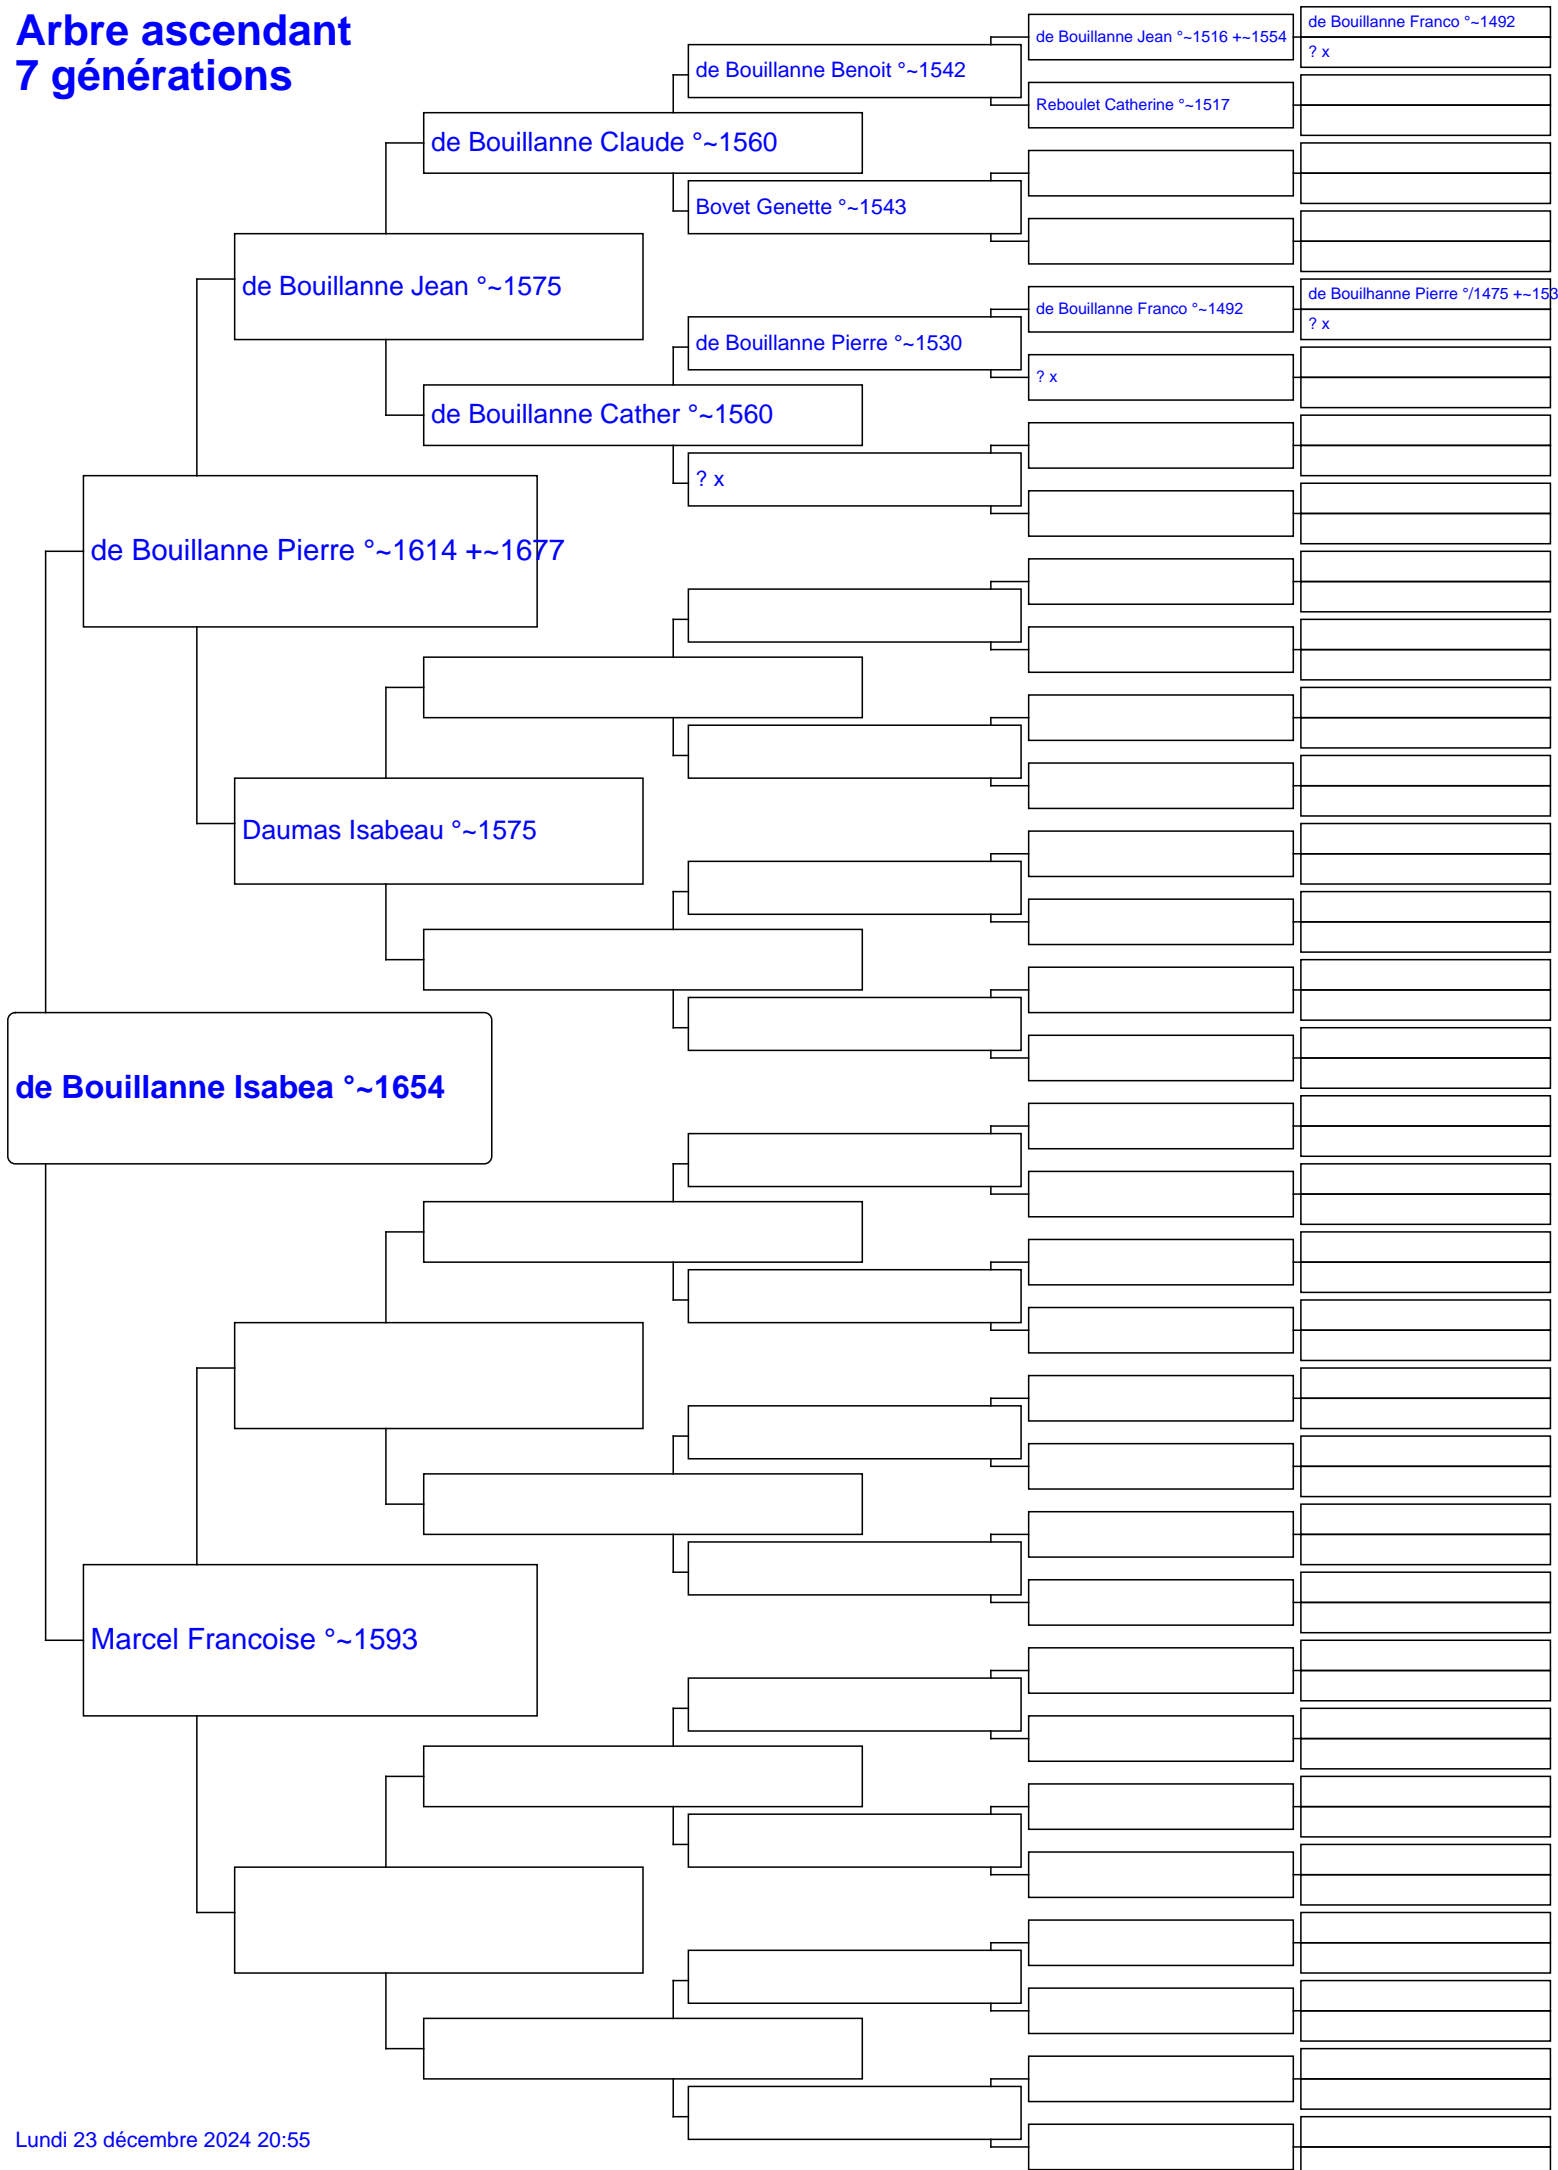 Arbre ascendant
7 générations
de Bouillanne Jean °~1516 +~1554
de Bouillanne Franco °~1492
? x
de Bouillanne Benoit °~1542
Reboulet Catherine °~1517
de Bouillanne Claude °~1560
Bovet Genette °~1543
de Bouillanne Jean °~1575
de Bouillanne Franco °~1492
de Bouilhanne Pierre °/1475 +~153
? x
de Bouillanne Pierre °~1530
? x
de Bouillanne Cather °~1560
? x
de Bouillanne Pierre °~1614 +~1677
Daumas Isabeau °~1575
de Bouillanne Isabea °~1654
Marcel Francoise °~1593
Lundi 23 décembre 2024 20:55